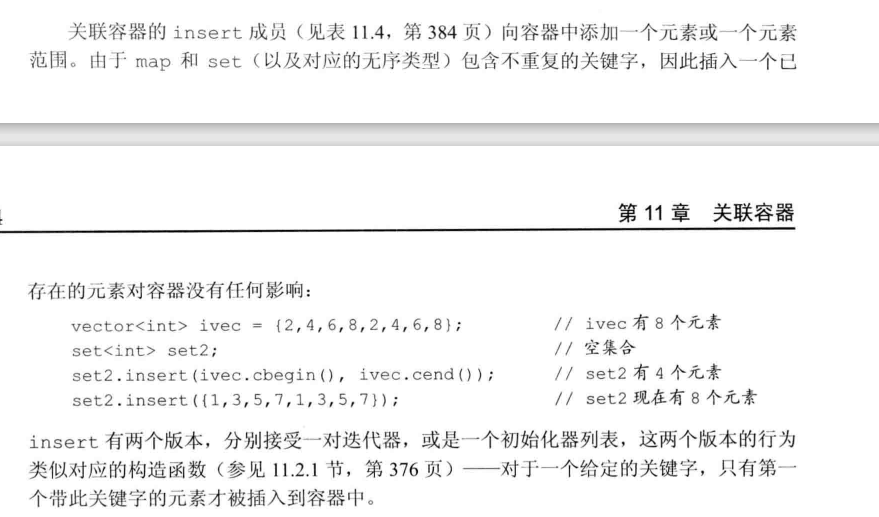 关联容器的 insert 成员（见表 11.4，第 384 页）向容器中添加一个元素或一个元素
范围。由于 map 和 set（以及对应的无序类型）包含不重复的关键字，因此插入一个已
第 11 章 关联容器
存在的元素对容器没有任何影响：
vector<int> ivec = {2,4,6,8,2,4,6,8}; // ivec 有 8 个元素
set<int> set2; // 空集合
set2.insert(ivec.cbegin(), ivec.cend()); // set2 有 4 个元素
set2.insert({1,3,5,7,1,3,5,7}); // set2 现在有 8 个元素
insert 有两个版本，分别接受一对迭代器，或是一个初始化器列表，这两个版本的行为
类似对应的构造函数（参见 11.2.1 节，第 376 页）——对于一个给定的关键字，只有第一
个带此关键字的元素才被插入到容器中。